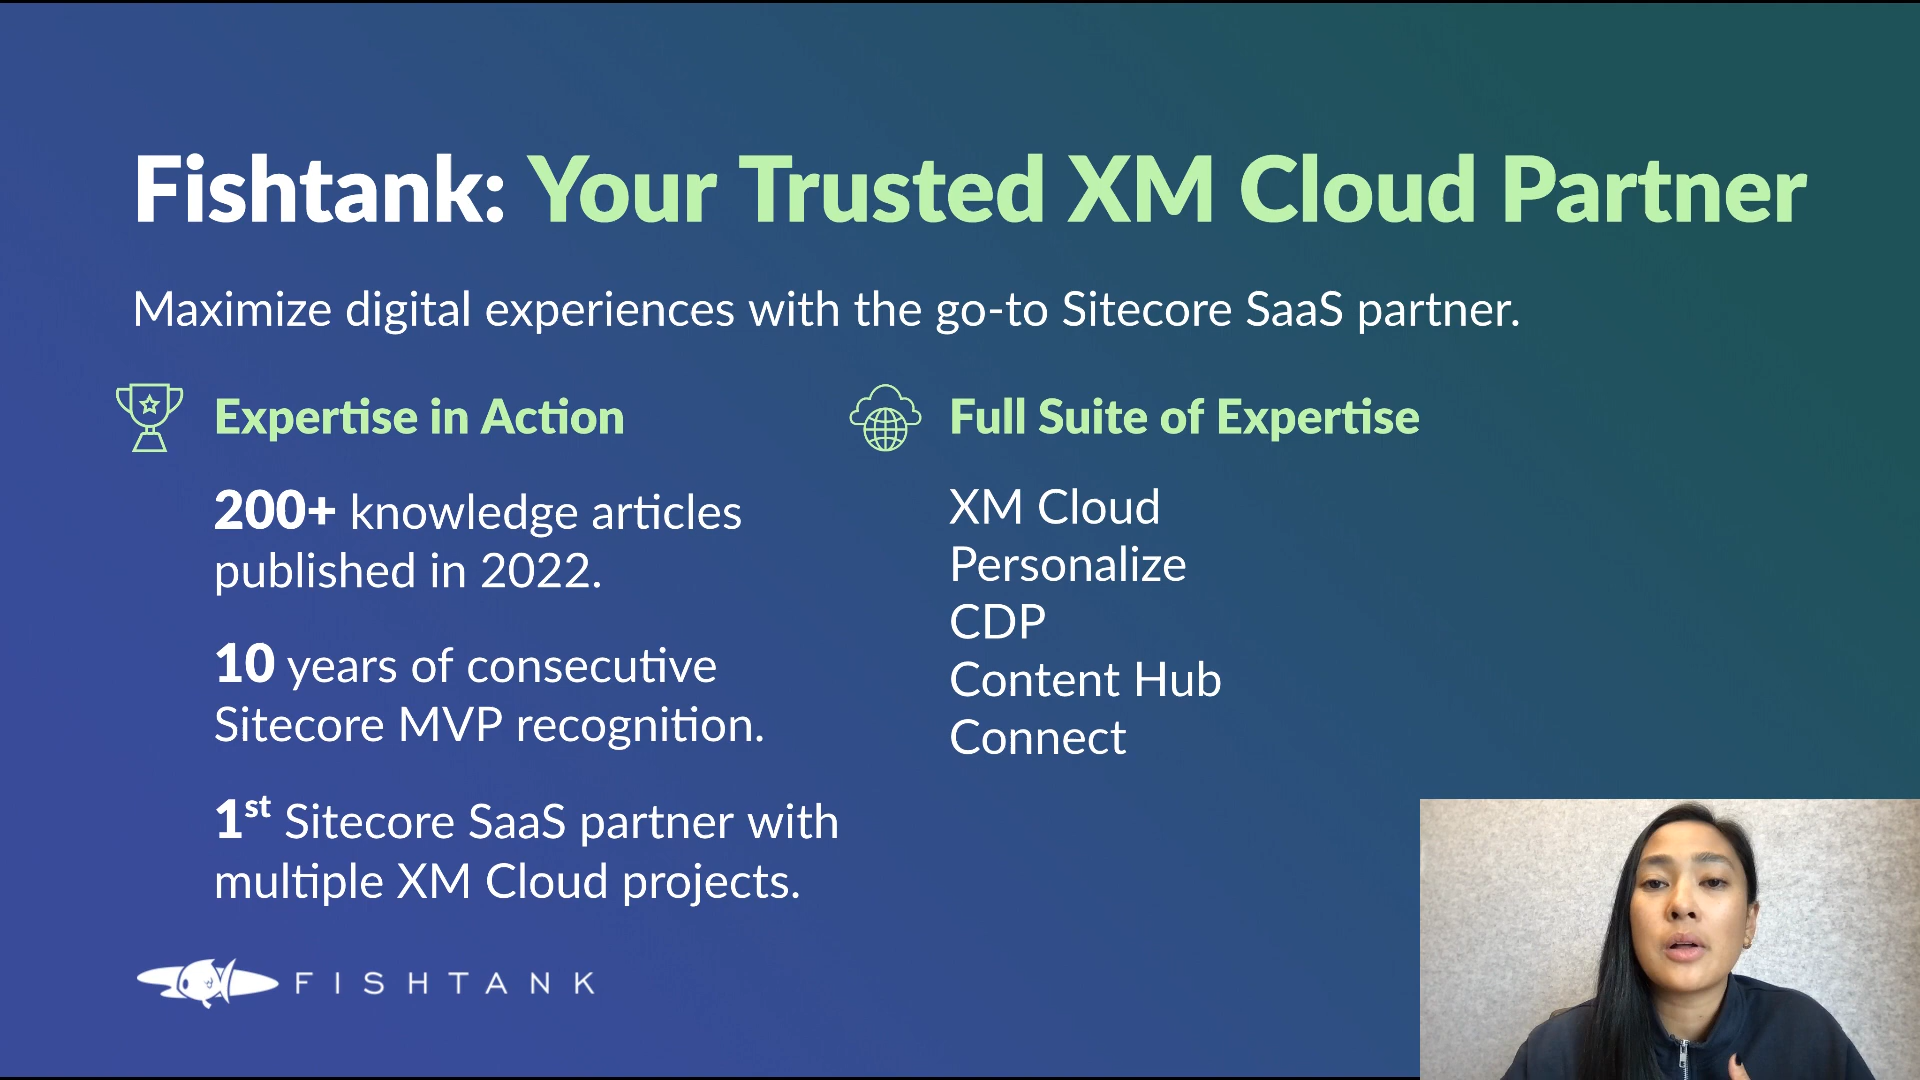 Fishtank: Your Trusted XM Cloud Partner
Maximize digital experiences with the go-to Sitecore SaaS partner.
Expertise in Action
200+ knowledge articles
published in 2022.
10 years of consecutive
Sitecore MVP recognition.
1st Sitecore SaaS partner with
multiple XM Cloud projects.
Full Suite of Expertise
XM Cloud
Personalize
CDP
Content Hub
Connect
FISHTANK